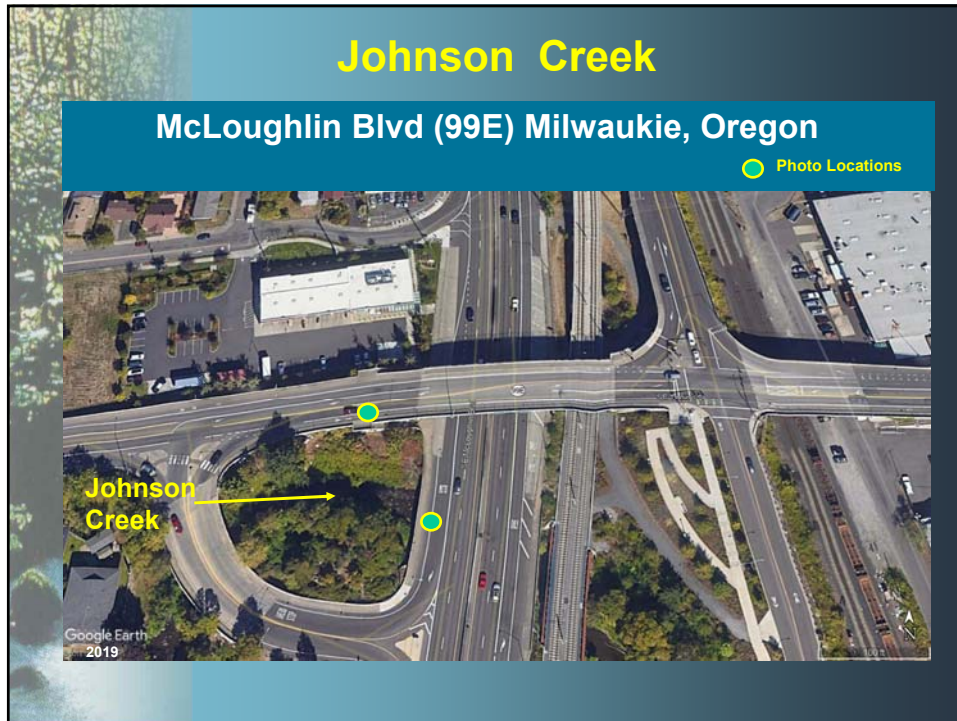 Johnson Creek
McLoughlin Blvd (99E) Milwaukie, Oregon
Photo Locations
Johnson
Creek
Google Earth
2019